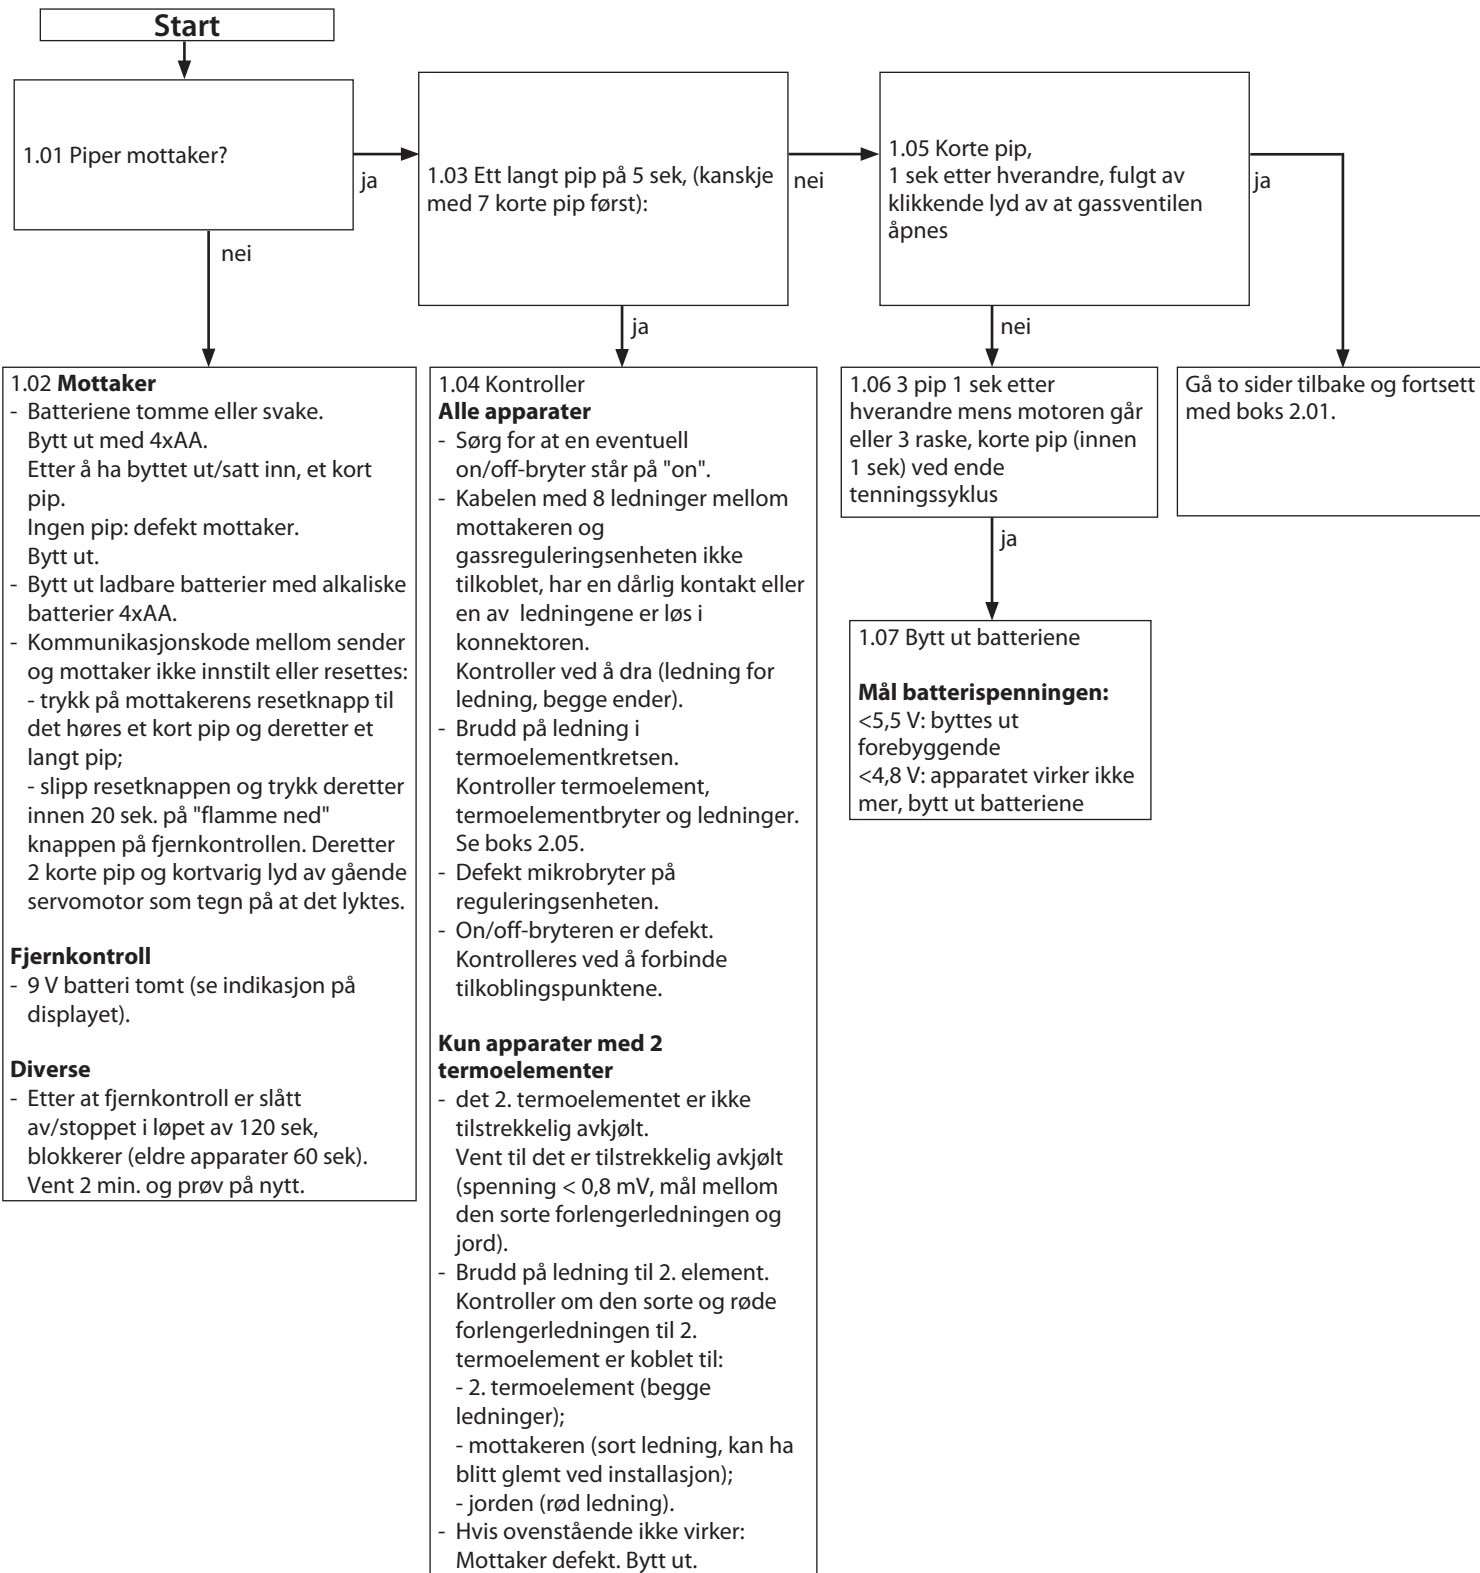 Start
1.01 Piper mottaker?
ja
nei
1.03 Ett langt pip på 5 sek, (kanskje
med 7 korte pip først):
nei
ja
1.05 Korte pip,
1 sek etter hverandre, fulgt av
klikkende lyd av at gassventilen
åpnes
ja
nei
1.02 Mottaker
- Batteriene tomme eller svake.
Bytt ut med 4xAA.
Etter å ha byttet ut/satt inn, et kort
pip.
Ingen pip: defekt mottaker.
Bytt ut.
- Bytt ut ladbare batterier med alkaliske
batterier 4xAA.
- Kommunikasjonskode mellom sender
og mottaker ikke innstilt eller resettes:
- trykk på mottakerens resetknapp til
det høres et kort pip og deretter et
langt pip;
- slipp resetknappen og trykk deretter
innen 20 sek. på "flamme ned"
knappen på fjernkontrollen. Deretter
2 korte pip og kortvarig lyd av gående
servomotor som tegn på at det lyktes.
Fjernkontroll
- 9 V batteri tomt (se indikasjon på
displayet).
Diverse
- Etter at fjernkontroll er slått
av/stoppet i løpet av 120 sek,
blokkerer (eldre apparater 60 sek).
Vent 2 min. og prøv på nytt.
1.04 Kontroller
Alle apparater
- Sørg for at en eventuell
on/off-bryter står på "on".
- Kabelen med 8 ledninger mellom
mottakeren og
gassreguleringsenheten ikke
tilkoblet, har en dårlig kontakt eller
en av ledningene er løs i
konnektoren.
Kontroller ved å dra (ledning for
ledning, begge ender).
- Brudd på ledning i
termoelementkretsen.
Kontroller termoelement,
termoelementbryter og ledninger.
Se boks 2.05.
- Defekt mikrobryter på
reguleringsenheten.
- On/off-bryteren er defekt.
Kontrolleres ved å forbinde
tilkoblingspunktene.
Kun apparater med 2
termoelementer
- det 2. termoelementet er ikke
tilstrekkelig avkjølt.
Vent til det er tilstrekkelig avkjølt
(spenning < 0,8 mV, mål mellom
den sorte forlengerledningen og
jord).
- Brudd på ledning til 2. element.
Kontroller om den sorte og røde
forlengerledningen til 2.
termoelement er koblet til:
- 2. termoelement (begge
ledninger);
- mottakeren (sort ledning, kan ha
blitt glemt ved installasjon);
- jorden (rød ledning).
- Hvis ovenstående ikke virker:
Mottaker defekt. Bytt ut.
1.06 3 pip 1 sek etter
hverandre mens motoren går
eller 3 raske, korte pip (innen
1 sek) ved ende
tenningssyklus
ja
1.07 Bytt ut batteriene
Mål batterispenningen:
<5,5 V: byttes ut
forebyggende
<4,8 V: apparatet virker ikke
mer, bytt ut batteriene
Gå to sider tilbake og fortsett
med boks 2.01.